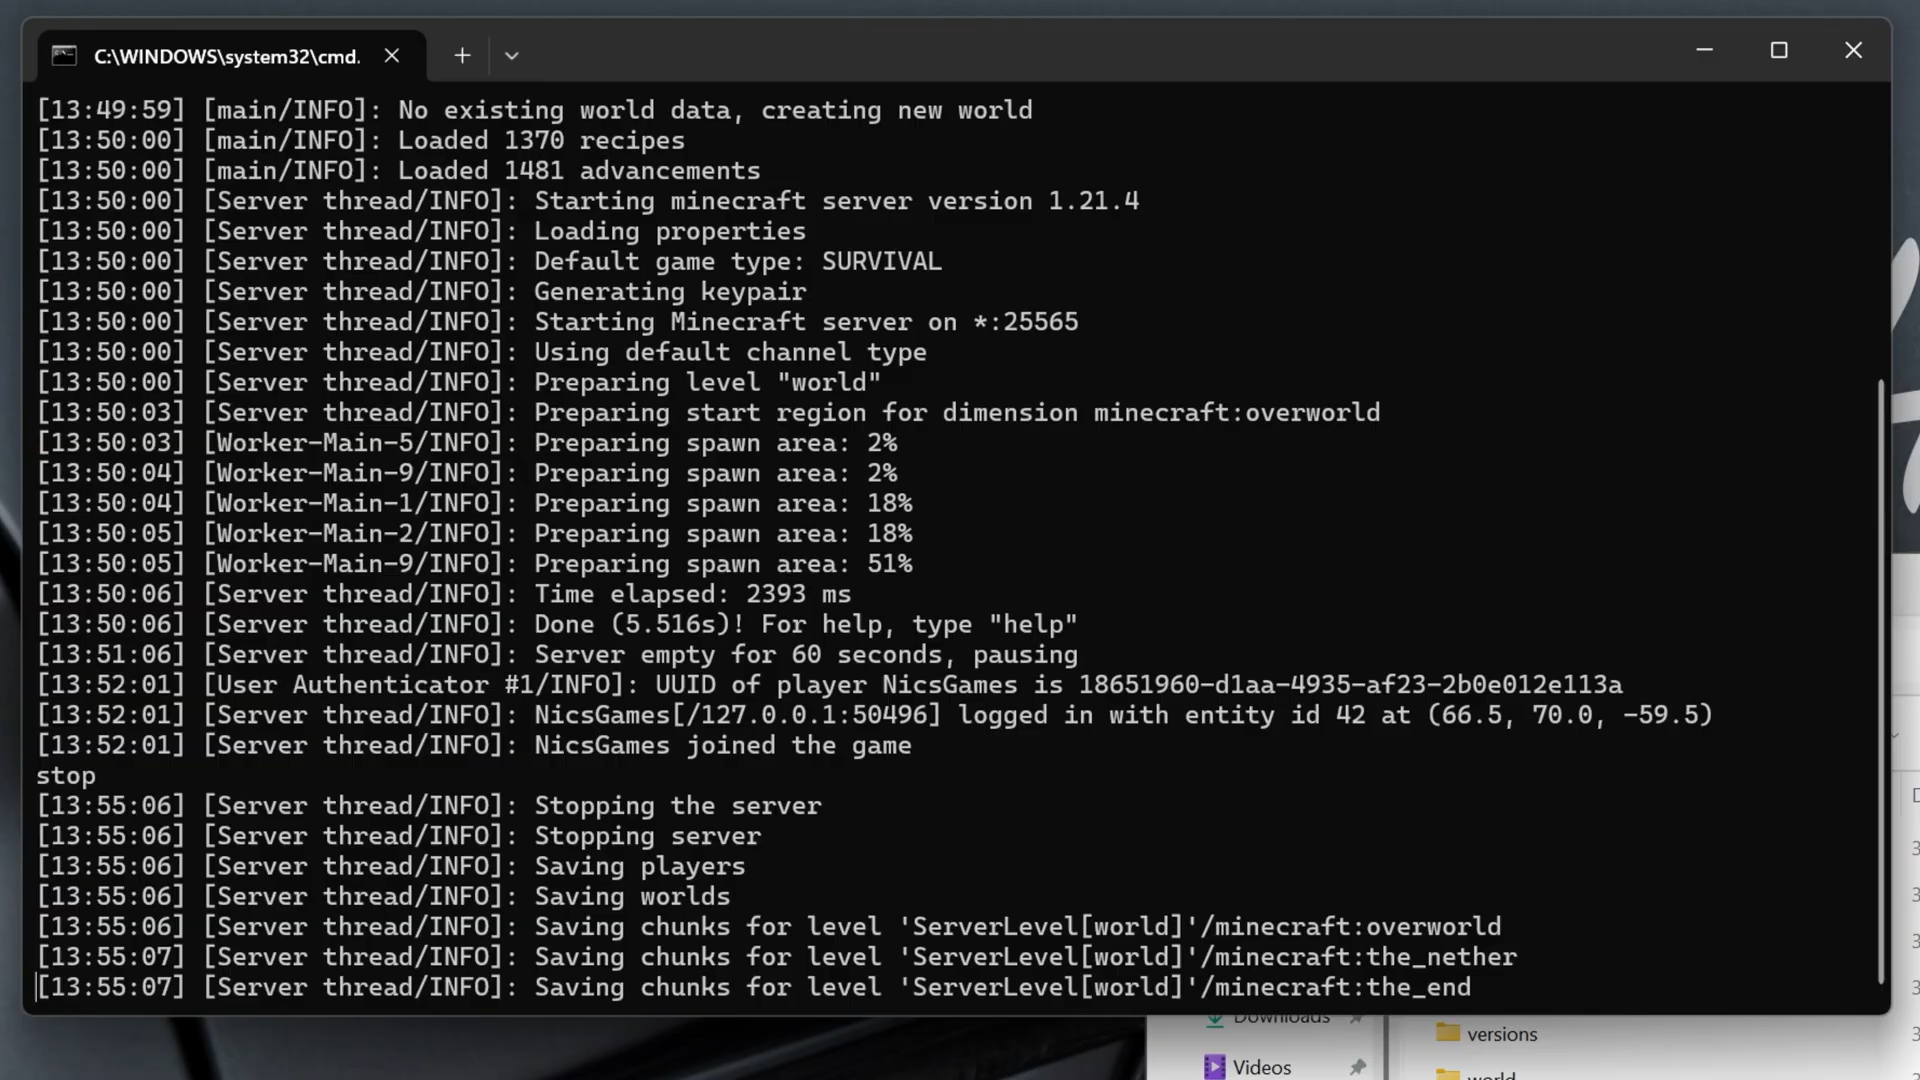 C:\WINDOWS\system32\cmd.
[13:49:59] [main/INFO]: No existing world data, creating new world
[13:50:00] [main/INFO]: Loaded 1370 recipes
[13:50:00] [main/INFO]: Loaded 1481 advancements
[13:50:00] [Server thread/INFO]: Starting minecraft server version 1.21.4
[13:50:00] [Server thread/INFO]: Loading properties
[13:50:00] [Server thread/INFO]: Default game type: SURVIVAL
[13:50:00] [Server thread/INFO]: Generating keypair
[13:50:00] [Server thread/INFO]: Starting Minecraft server on *:25565
[13:50:00] [Server thread/INFO]: Using default channel type
[13:50:00] [Server thread/INFO]: Preparing level "world"
[13:50:03] [Server thread/INFO]: Preparing start region for dimension minecraft:overworld
[13:50:03] [Worker-Main-5/INFO]: Preparing spawn area: 2%
[13:50:04] [Worker-Main-9/INFO]: Preparing spawn area: 2%
[13:50:04] [Worker-Main-1/INFO]: Preparing spawn area: 18%
[13:50:05] [Worker-Main-2/INFO]: Preparing spawn area: 18%
[13:50:05] [Worker-Main-9/INFO]: Preparing spawn area: 51%
[13:50:06] [Server thread/INFO]: Time elapsed: 2393 ms
[13:50:06] [Server thread/INFO]: Done (5.516s)! For help, type "help"
[13:51:06] [Server thread/INFO]: Server empty for 60 seconds, pausing
[13:52:01] [User Authenticator #1/INFO]: UUID of player NicsGames is 18651960-d1aa-4935-af23-2b0e012e113a
[13:52:01] [Server thread/INFO]: NicsGames[/127.0.0.1:50496] logged in with entity id 42 at (66.5, 70.0, -59.5)
[13:52:01] [Server thread/INFO]: NicsGames joined the game
stop
[13:55:06] [Server thread/INFO]: Stopping the server
[13:55:06] [Server thread/INFO]: Stopping server
[13:55:06] [Server thread/INFO]: Saving players
[13:55:06] [Server thread/INFO]: Saving worlds
[13:55:06] [Server thread/INFO]: Saving chunks for level 'ServerLevel[world]'/minecraft:overworld
[13:55:07] [Server thread/INFO]: Saving chunks for level 'ServerLevel[world]'/minecraft:the_nether
[13:55:07] [Server thread/INFO]: Saving chunks for level 'ServerLevel[world]'/minecraft:the_end
Downloads
versions
Videos
world